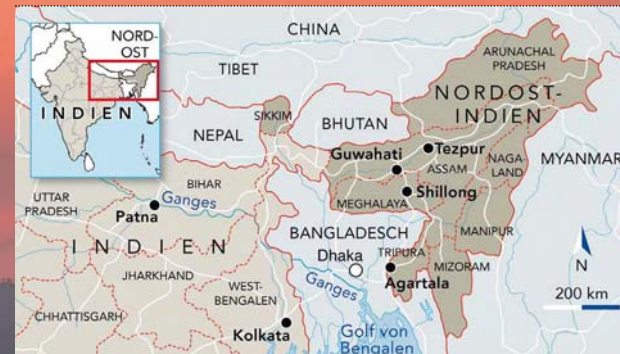 NORD-
OST
INDIEN
CHINA
TIBET
NEPAL
SIKKIM
BHUTAN
ARUNACHAL
PRADESH
NORDOST-
INDIEN
Guwahati
Tezpur
ASSAM
NAGA-
LAND
MYANMAR
UTTAR
PRADESH
BIHAR
Ganges
Patna
MEGHALAYA
Shillong
INDIEN
BANGLADESCH
Dhaka
TRIPURA
MANIPUR
JHARKHAND
Ganges
Agartala
MIZORAM
N
WEST-
BENGALEN
200 km
CHHATTISGARH
Kolkata
Golf von
Bengalen